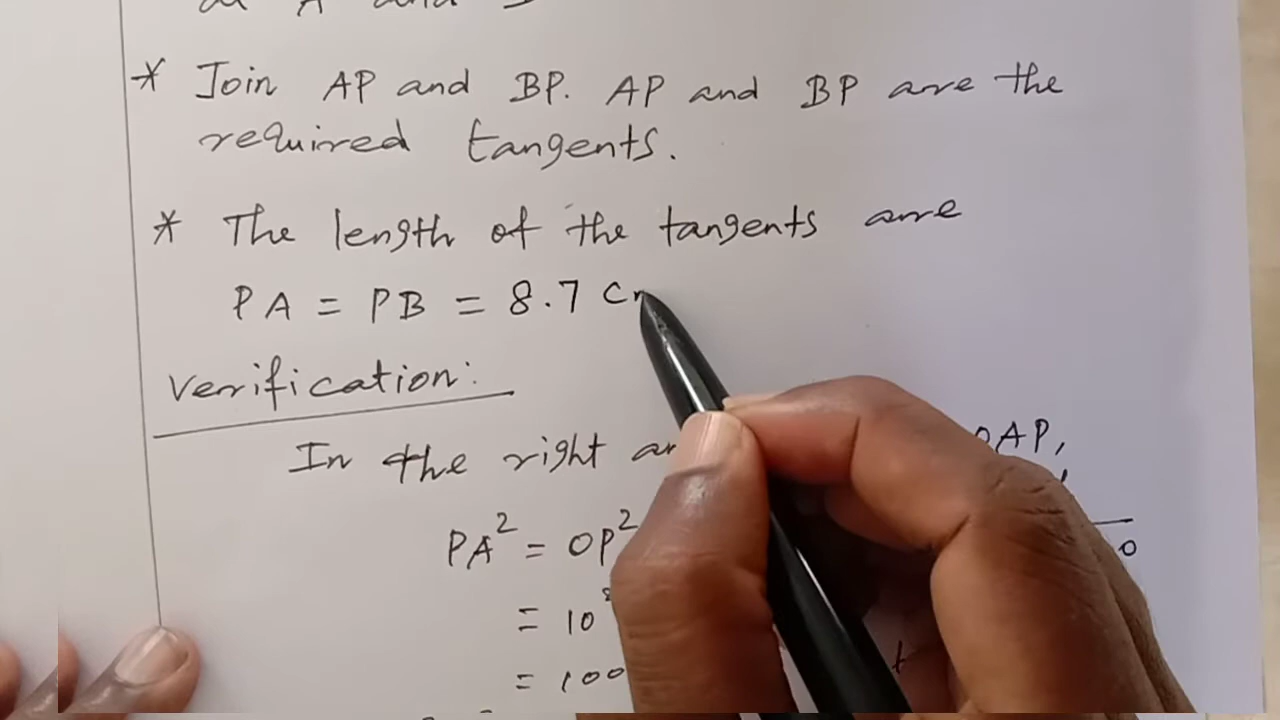 * Join AP and BP. AP and BP are the
required tangents.
* The length of the tangents are
PA = PB = 8.7 c
verification:
In the right OAP,
PA² = OP²
= 10
= 100